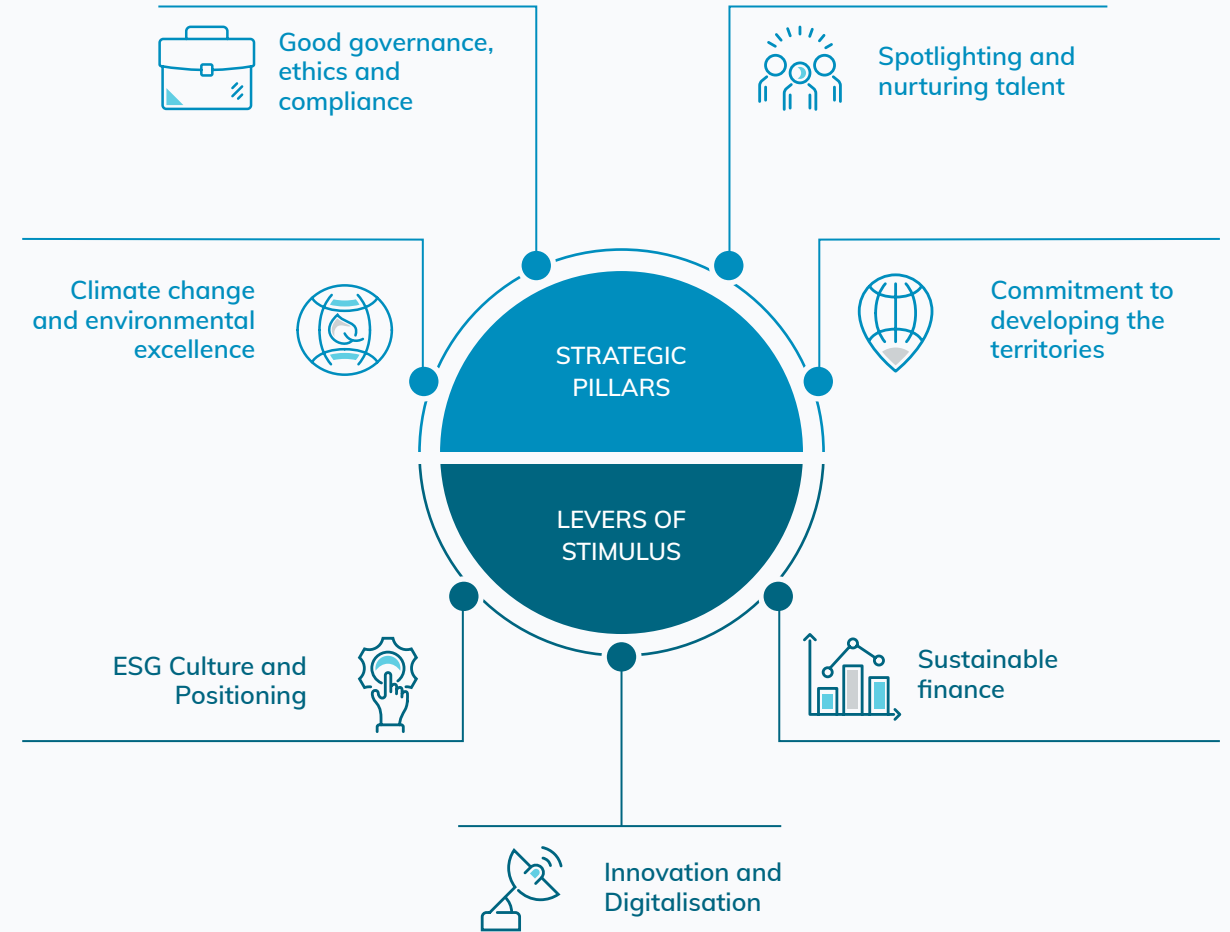 Good governance,
ethics and
compliance
Spotlighting and
nurturing talent
Climate change
and environmental
excellence
Commitment to
developing the
territories
STRATEGIC
PILLARS
LEVERS OF
STIMULUS
ESG Culture and
Positioning
Sustainable
finance
Innovation and
Digitalisation